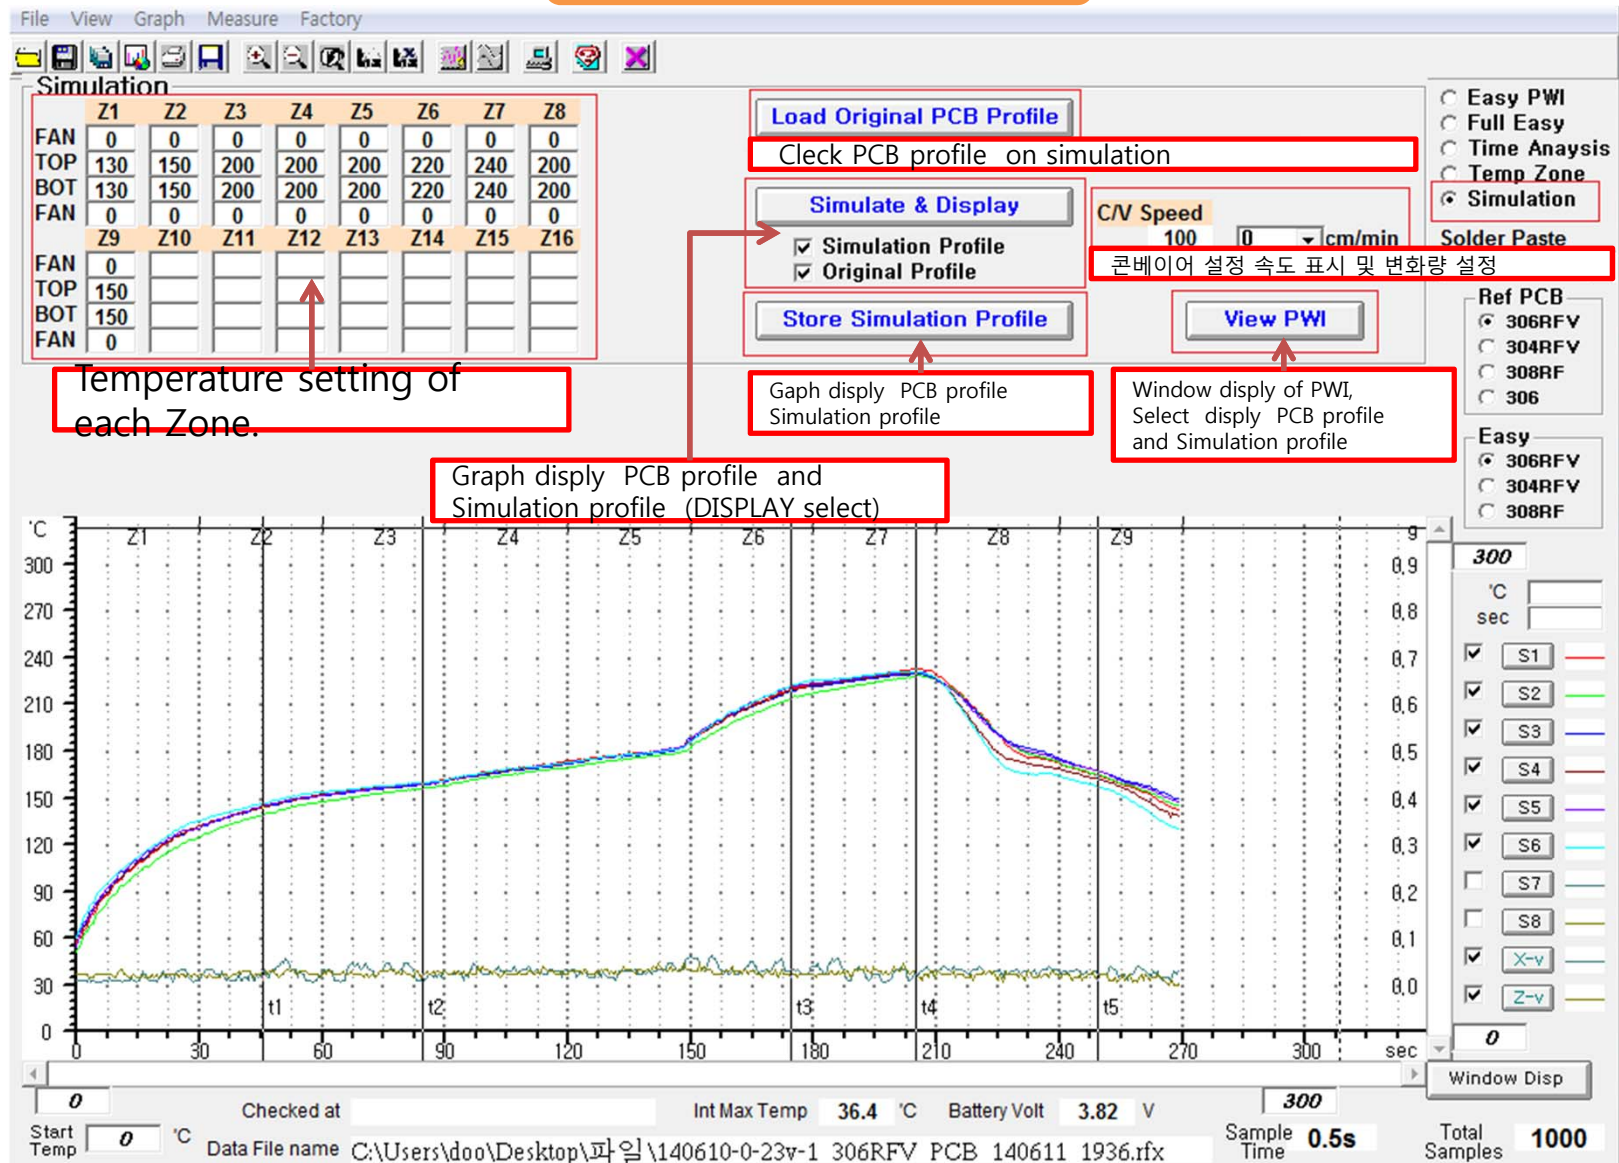 File View Graph Measure Factory
Simulation
Z1 Z2 Z3 Z4 Z5 Z6 Z7 Z8
FAN 0 0 0 0 0 0 0 0
TOP 130 150 200 200 200 220 240 200
BOT 130 150 200 200 200 220 240 200
FAN 0 0 0 0 0 0 0 0
Z9 Z10 Z11 Z12 Z13 Z14 Z15 Z16
FAN 0
TOP 150
BOT 150
FAN 0
Temperature setting of
each Zone.
Load Original PCB Profile
Cleck PCB profile on simulation
Simulate & Display
Simulation Profile
Original Profile
C/V Speed
100 0 cm/min
콘베이어 설정 속도 표시 및 변화량 설정
Store Simulation Profile
View PWI
Gaph disply PCB profile
Simulation profile
Window disply of PWI,
Select disply PCB profile
and Simulation profile
Graph disply PCB profile and
Simulation profile (DISPLAY select)
Easy PWI
Full Easy
Time Anaysis
Temp Zone
Simulation
Solder Paste
Ref PCB
306RFV
304RFV
308RF
306
Easy
306RFV
304RFV
308RF
'C Z1 Z2 Z3 Z4 Z5 Z6 Z7 Z8 Z9 g
300 0,9
270 0,8
240 0,7
210 0,6
180 0,5
150 0,4
120 0,3
90 0,2
60 0,1
30 0,0
0
t1 t2 t3 t4 t5
0 30 60 90 120 150 180 210 240 270 300 sec
300
'C
sec
S1
S2
S3
S4
S5
S6
S7
S8
X-v
Z-v
0
Window Disp
0
Start
Temp 0 'C
Checked at
Int Max Temp 36.4 'C Battery Volt 3.82 V
300
Data File name C:\Users\doo\Desktop\파일\140610-0-23v-1 306RFV PCB 140611 1936.rfx
Sample
Time 0.5s
Total
Samples 1000